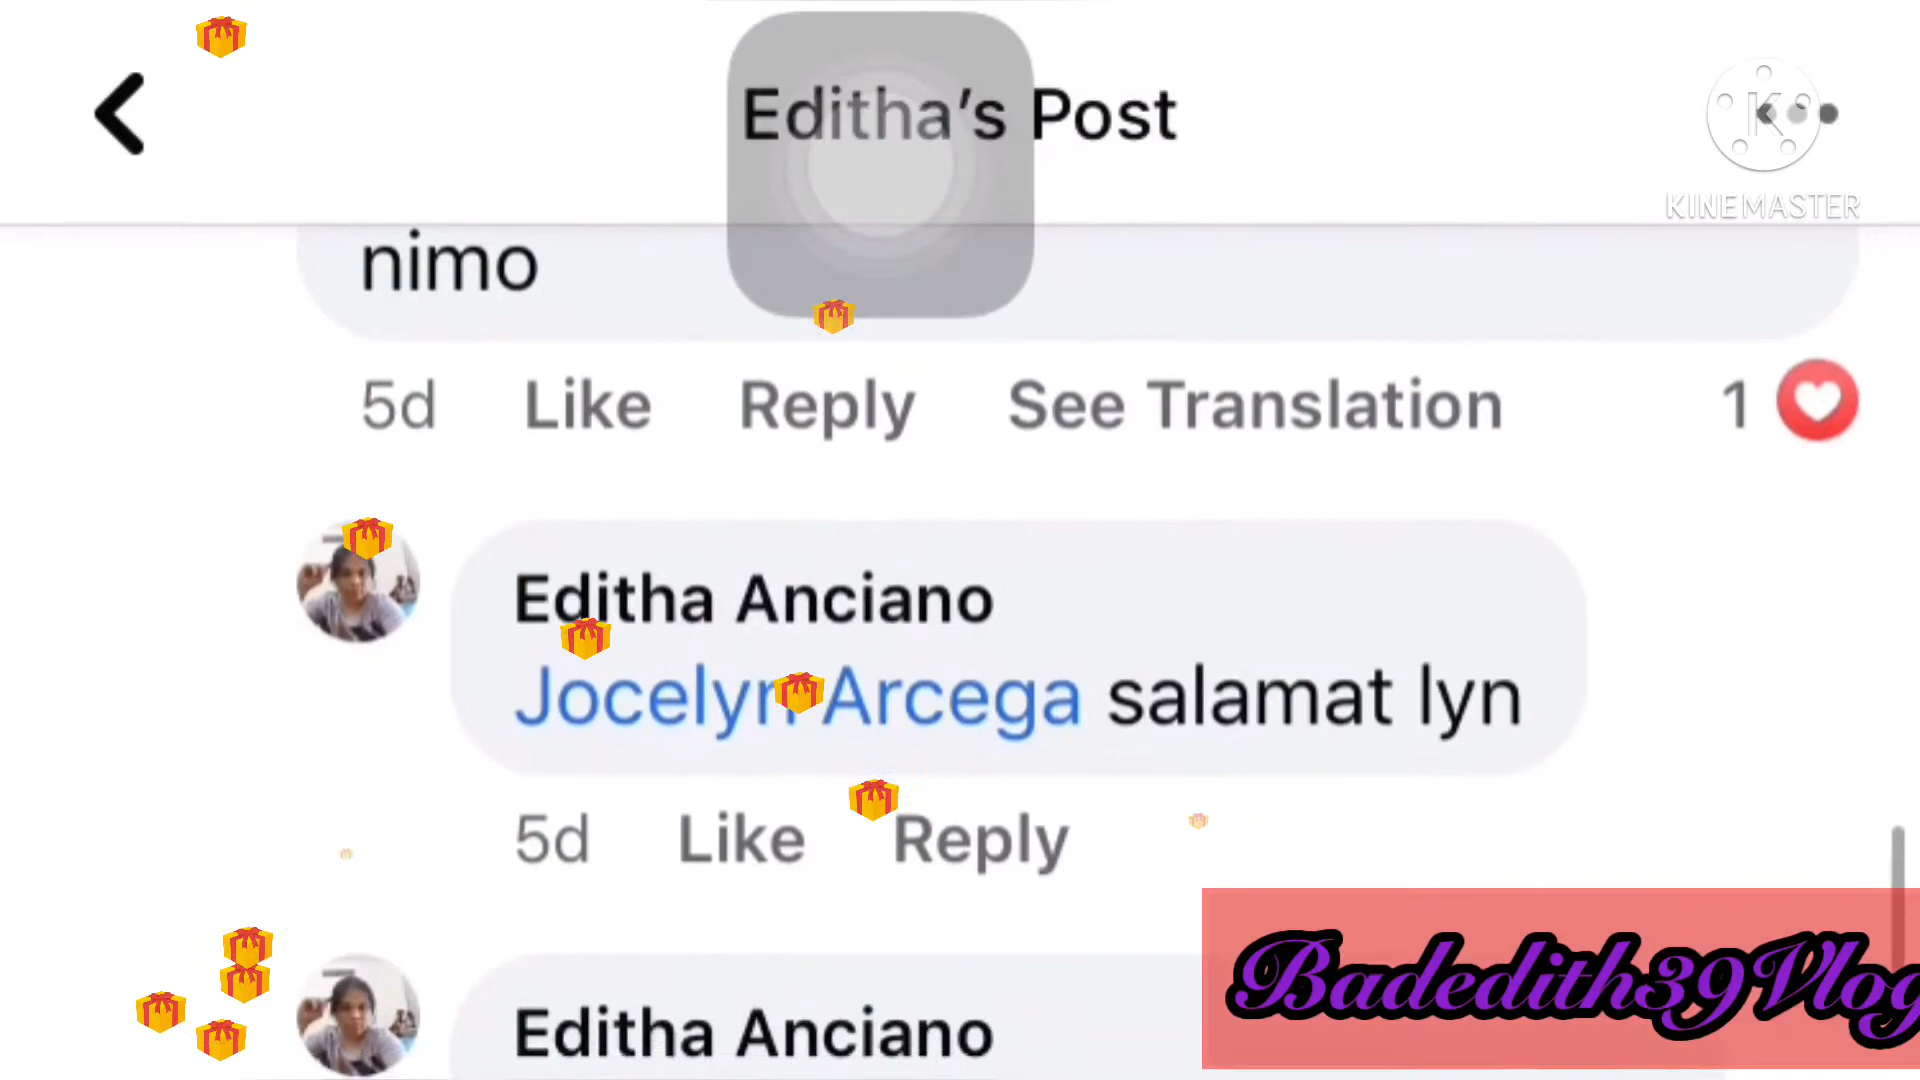 Editha's Post
KINEMASTER
nimo
5d Like Reply See Translation 1
Editha Anciano
Jocelyn Arcega salamat lyn
5d Like Reply
Editha Anciano
Badedith39Vlog